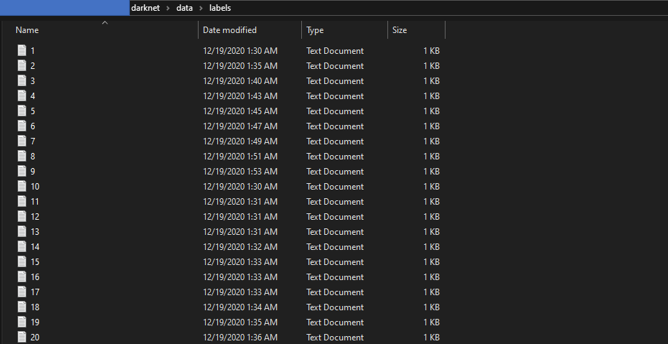 darknet > data > labels
Name Date modified Type Size
1 12/19/2020 1:30 AM Text Document 1 KB
2 12/19/2020 1:35 AM Text Document 1 KB
3 12/19/2020 1:40 AM Text Document 1 KB
4 12/19/2020 1:43 AM Text Document 1 KB
5 12/19/2020 1:45 AM Text Document 1 KB
6 12/19/2020 1:47 AM Text Document 1 KB
7 12/19/2020 1:49 AM Text Document 1 KB
8 12/19/2020 1:51 AM Text Document 1 KB
9 12/19/2020 1:53 AM Text Document 1 KB
10 12/19/2020 1:30 AM Text Document 1 KB
11 12/19/2020 1:31 AM Text Document 1 KB
12 12/19/2020 1:31 AM Text Document 1 KB
13 12/19/2020 1:31 AM Text Document 1 KB
14 12/19/2020 1:32 AM Text Document 1 KB
15 12/19/2020 1:33 AM Text Document 1 KB
16 12/19/2020 1:33 AM Text Document 1 KB
17 12/19/2020 1:33 AM Text Document 1 KB
18 12/19/2020 1:34 AM Text Document 1 KB
19 12/19/2020 1:35 AM Text Document 1 KB
20 12/19/2020 1:36 AM Text Document 1 KB